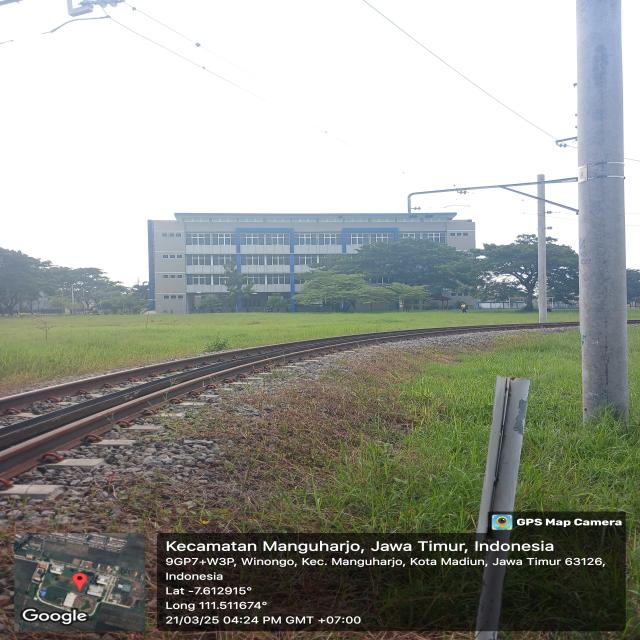 GPS Map Camera
Kecamatan Manguharjo, Jawa Timur, Indonesia
9GP7+W3P, Winongo, Kec. Manguharjo, Kota Madiun, Jawa Timur 63126,
Indonesia
Lat -7.612915°
Long 111.511674°
21/03/25 04:24 PM GMT +07:00
Google